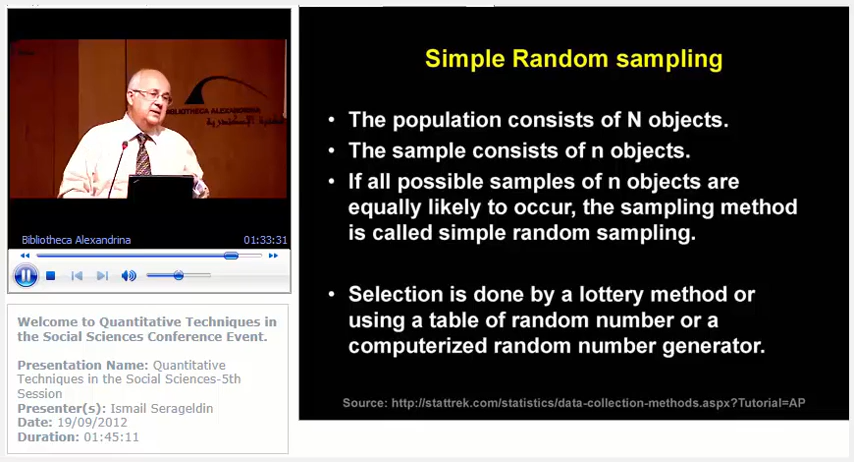 BIBLIOTHECA ALEXANDRINA
Bibliotheca Alexandrina 01:33:31
Welcome to Quantitative Techniques in
the Social Sciences Conference Event.
Presentation Name: Quantitative
Techniques in the Social Sciences-5th
Session
Presenter(s): Ismail Serageldin
Date: 19/09/2012
Duration: 01:45:11
Simple Random sampling
• The population consists of N objects.
• The sample consists of n objects.
• If all possible samples of n objects are
equally likely to occur, the sampling method
is called simple random sampling.
• Selection is done by a lottery method or
using a table of random number or a
computerized random number generator.
Source: http://stattrek.com/statistics/data-collection-methods.aspx?Tutorial=AP